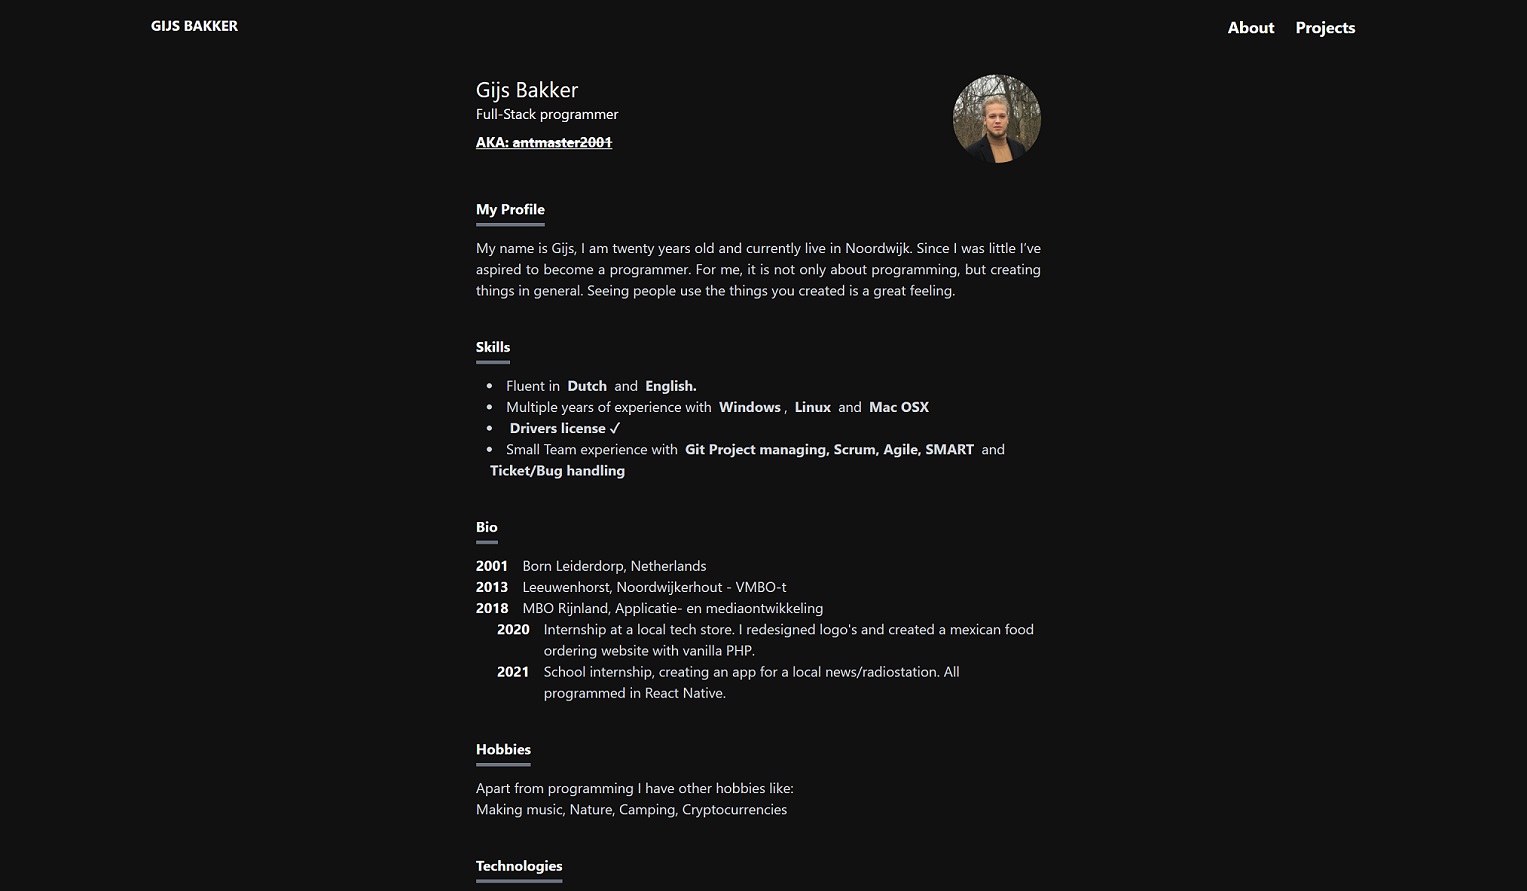 GIJS BAKKER
About Projects
Gijs Bakker
Full-Stack programmer
AKA: antmaster2001
My Profile
My name is Gijs, I am twenty years old and currently live in Noordwijk. Since I was little I've
aspired to become a programmer. For me, it is not only about programming, but creating
things in general. Seeing people use the things you created is a great feeling.
Skills
• Fluent in Dutch and English.
• Multiple years of experience with Windows , Linux and Mac OSX
• Drivers license ✓
• Small Team experience with Git Project managing, Scrum, Agile, SMART and
Ticket/Bug handling
Bio
2001 Born Leiderdorp, Netherlands
2013 Leeuwenhorst, Noordwijkerhout - VMBO-t
2018 MBO Rijnland, Applicatie- en mediaontwikkeling
2020 Internship at a local tech store. I redesigned logo's and created a mexican food
ordering website with vanilla PHP.
2021 School internship, creating an app for a local news/radiostation. All
programmed in React Native.
Hobbies
Apart from programming I have other hobbies like:
Making music, Nature, Camping, Cryptocurrencies
Technologies